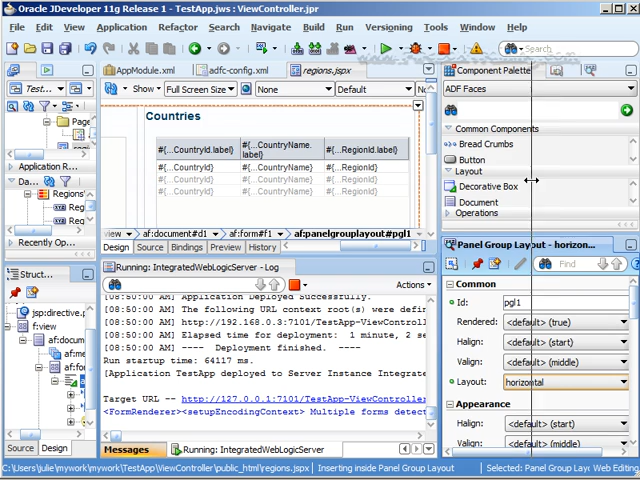 Oracle JDeveloper 11g Release 1 - TestApp.jws : ViewController.jpr
File Edit View Application Refactor Search Navigate Build Run Versioning Tools Window Help
Search
Test...
Page
Application R...
Da...
Regions'
Reg
Reg
Recently Op...
AppModule.xml adfc-config.xml regions.jspx
Show Full Screen Size None Default
Countries
#{...CountryId.label} #{...CountryName.label} #{...RegionId.label}
#{...CountryId} #{...CountryName} #{...RegionId}
#{...CountryId} #{...CountryName} #{...RegionId}
#{...CountryId} #{...CountryName} #{...RegionId}
view af:document#d1 af:form#f1 af:panelgrouplayout#pgl1
Design Source Bindings Preview History
Component Palette
ADF Faces
Common Components
Bread Crumbs
Button
Layout
Decorative Box
Document
Operations
Struct...
jsp:directive.p
f:view
af:docum
af:me
af:for
Source Design
Running: IntegratedWebLogicServer - Log
Actions
[08:50:00 AM] Application Deployed Successfully.
[08:50:00 AM] The following URL context root(s) were defin
[08:50:00 AM] http://192.168.0.3:7101/TestApp-ViewControll
[08:50:00 AM] Elapsed time for deployment: 1 minute, 2 se
[08:50:00 AM] ---- Deployment finished. ----
Run startup time: 64117 ms.
[Application TestApp deployed to Server Instance Integrate
Target URL -- http://127.0.0.1:7101/TestApp-ViewControll
<FormRenderer><setupEncodingContext> Multiple forms detec
Messages Running: IntegratedWebLogicServer
Panel Group Layout - horizon...
Find
Common
Id: pgl1
Rendered: <default> (true)
Halign: <default> (start)
Valign: <default> (middle)
Layout: horizontal
Appearance
Halign: <default> (start)
Valign: <default> (middle)
C:\Users\julie\mywork\mywork\TestApp\ViewController\public_html\regions.jspx Inserting inside Panel Group Layout Selected: Panel Group Layo Web Editing